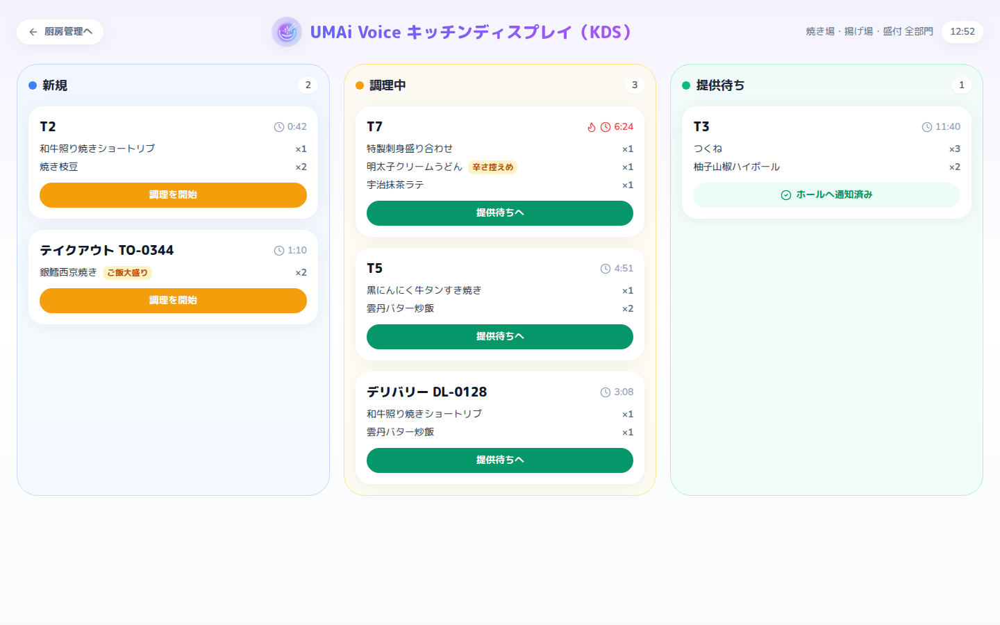 厨房管理へ
UMAi Voice キッチンディスプレイ（KDS）
焼き場・揚げ場・盛付 全部門
12:52
新規
2
T2
0:42
和牛照り焼きショートリブ ×1
焼き枝豆 ×2
調理を開始
テイクアウト TO-0344
1:10
銀鱈西京焼き ご飯大盛り ×2
調理を開始
調理中
3
T7
6:24
特製刺身盛り合わせ ×1
明太子クリームうどん 辛さ控えめ ×1
宇治抹茶ラテ ×1
提供待ちへ
T5
4:51
黒にんにく牛タンすき焼き ×1
雲丹バター炒飯 ×2
提供待ちへ
デリバリー DL-0128
3:08
和牛照り焼きショートリブ ×1
雲丹バター炒飯 ×1
提供待ちへ
提供待ち
1
T3
11:40
つくね ×3
柚子山椒ハイボール ×2
ホールへ通知済み